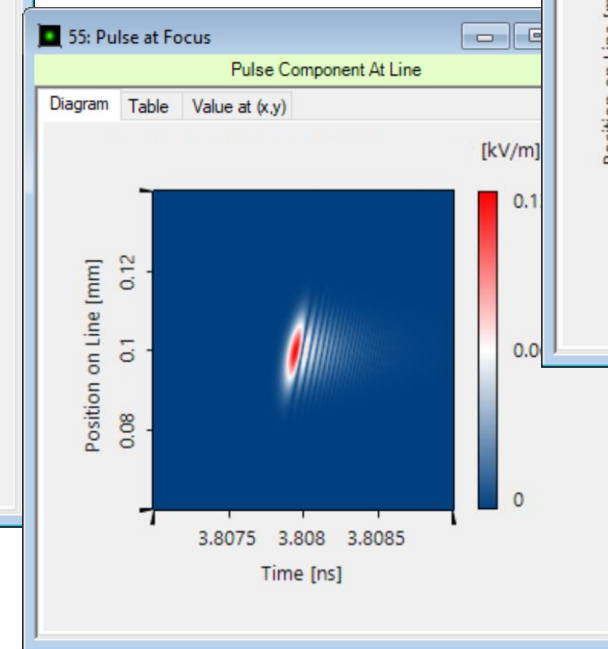 55: Pulse at Focus
Pulse Component At Line
Diagram Table Value at (x,y)
[kV/m]
0.12
0.1
0.08
Position on Line [mm]
3.8075 3.808 3.8085
Time [ns]
0